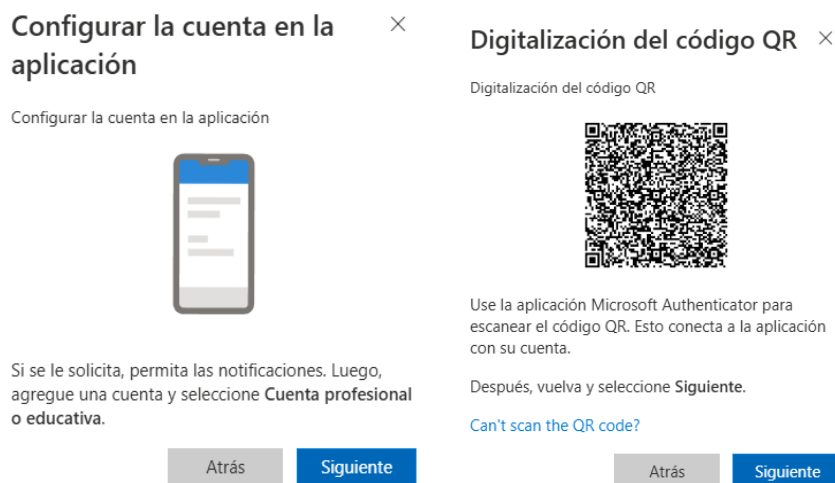 Configurar la cuenta en la
aplicación
Configurar la cuenta en la aplicación
Si se le solicita, permita las notificaciones. Luego,
agregue una cuenta y seleccione Cuenta profesional
o educativa.
Atrás
Siguiente
Digitalización del código QR
Digitalización del código QR
Use la aplicación Microsoft Authenticator para
escanear el código QR. Esto conecta a la aplicación
con su cuenta.
Después, vuelva y seleccione Siguiente.
Can't scan the QR code?
Atrás
Siguiente